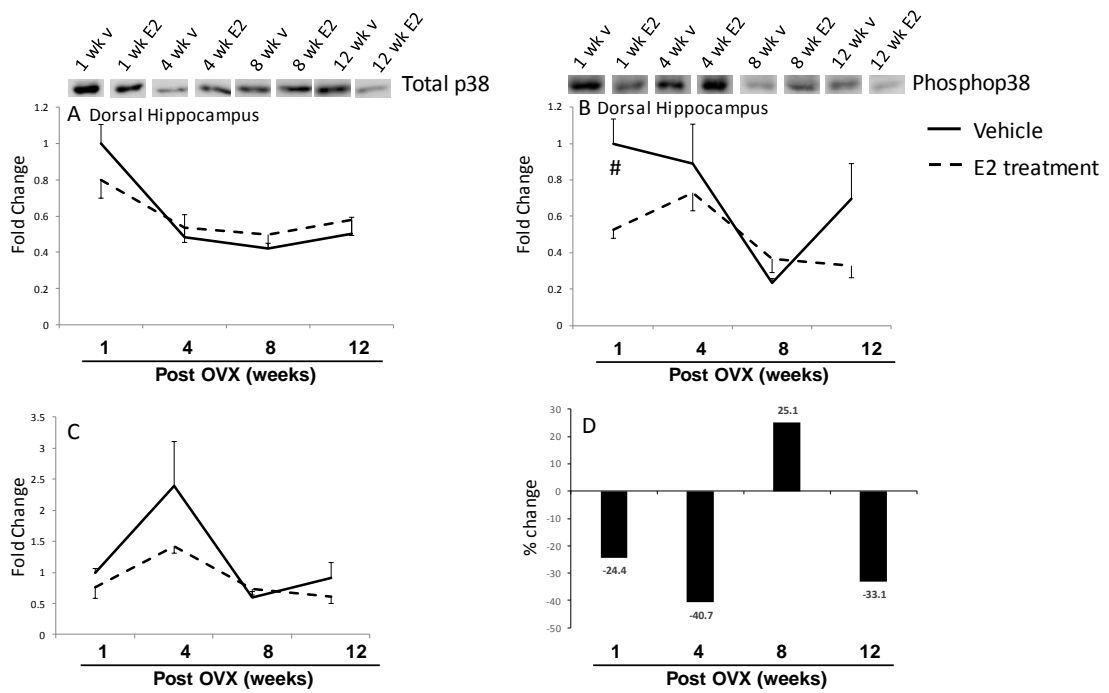 1 wk v
1 wk E2
4 wk v
4 wk E2
8 wk v
8 wk E2
12 wk v
12 wk E2
Total p38
A Dorsal Hippocampus
Fold Change
1.2
1
0.8
0.6
0.4
0.2
0
1 4 8 12
Post OVX (weeks)
1 wk v
1 wk E2
4 wk v
4 wk E2
8 wk v
8 wk E2
12 wk v
12 wk E2
Phosphop38
B Dorsal Hippocampus
Fold Change
1.2
1
0.8
0.6
0.4
0.2
0
#
1 4 8 12
Post OVX (weeks)
Vehicle
E2 treatment
C
Fold Change
3.5
3
2.5
2
1.5
1
0.5
0
1 4 8 12
Post OVX (weeks)
D
% change
30
20
10
0
-10
-20
-30
-40
-50
25.1
-24.4
-40.7
-33.1
1 4 8 12
Post OVX (weeks)